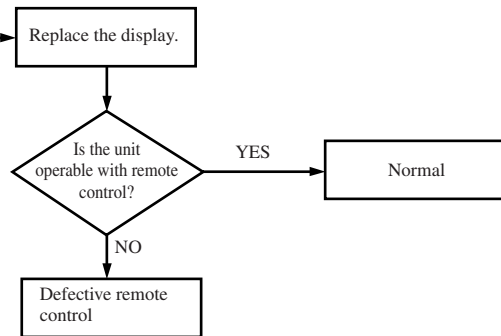 Replace the display.
Is the unit
operable with remote
control?
YES
Normal
NO
Defective remote
control